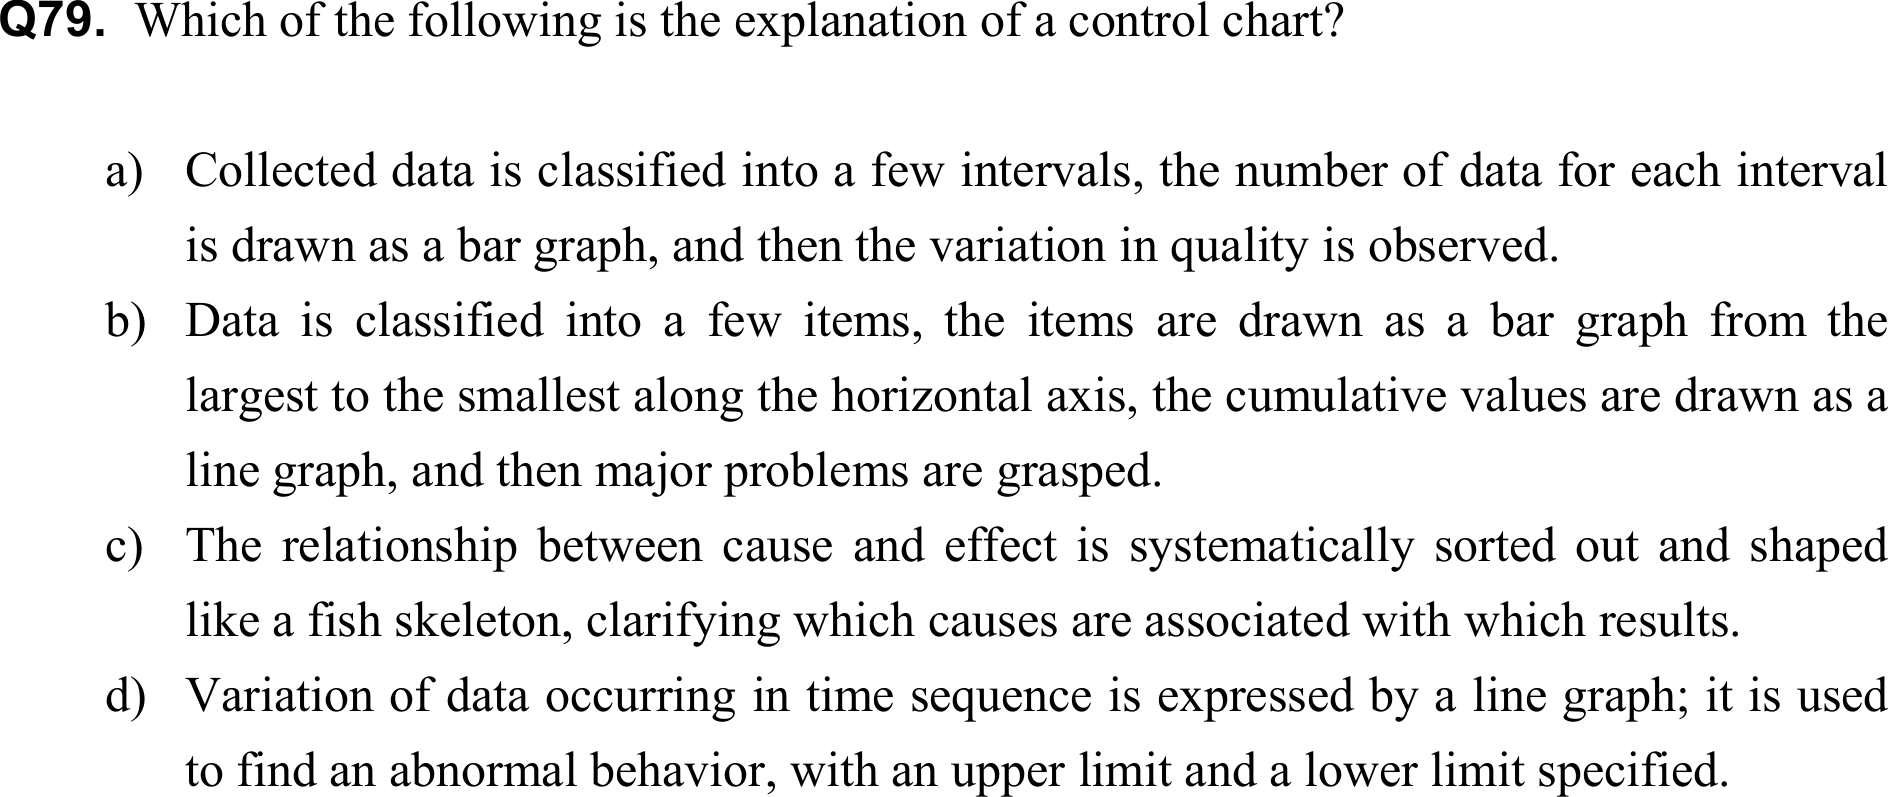 Q79. Which of the following is the explanation of a control chart?
a) Collected data is classified into a few intervals, the number of data for each interval
is drawn as a bar graph, and then the variation in quality is observed.
b) Data is classified into a few items, the items are drawn as a bar graph from the
largest to the smallest along the horizontal axis, the cumulative values are drawn as a
line graph, and then major problems are grasped.
c) The relationship between cause and effect is systematically sorted out and shaped
like a fish skeleton, clarifying which causes are associated with which results.
d) Variation of data occurring in time sequence is expressed by a line graph; it is used
to find an abnormal behavior, with an upper limit and a lower limit specified.